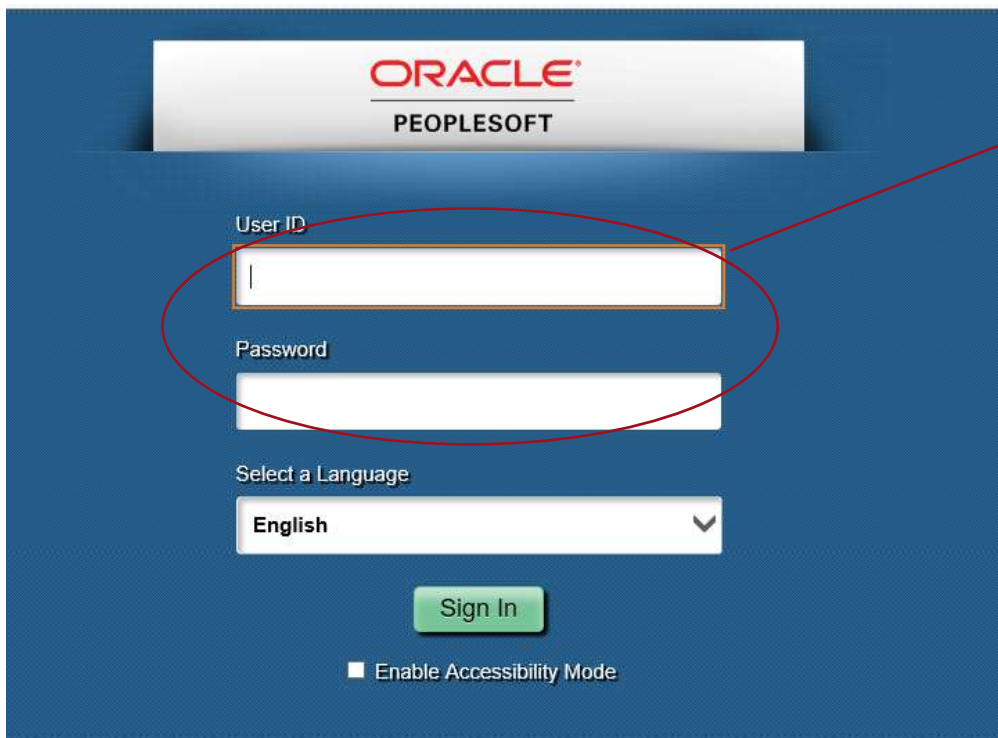 ORACLE®
PEOPLESOFT
User ID
Password
Select a Language
English
Sign In
Enable Accessibility Mode